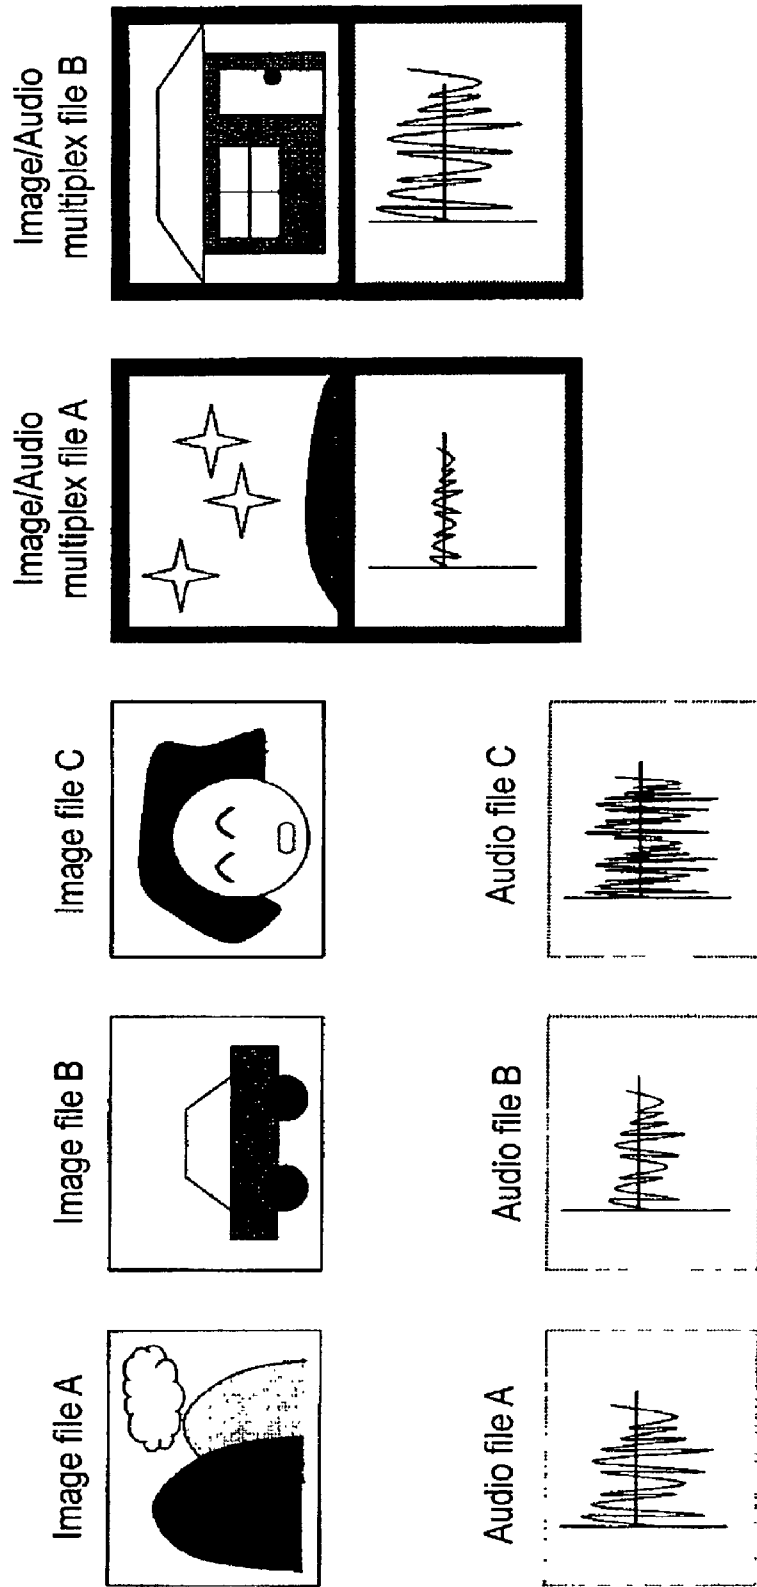 Image file A
Image file B
Image file C
Image/Audio
multiplex file A
Image/Audio
multiplex file B
Audio file A
Audio file B
Audio file C